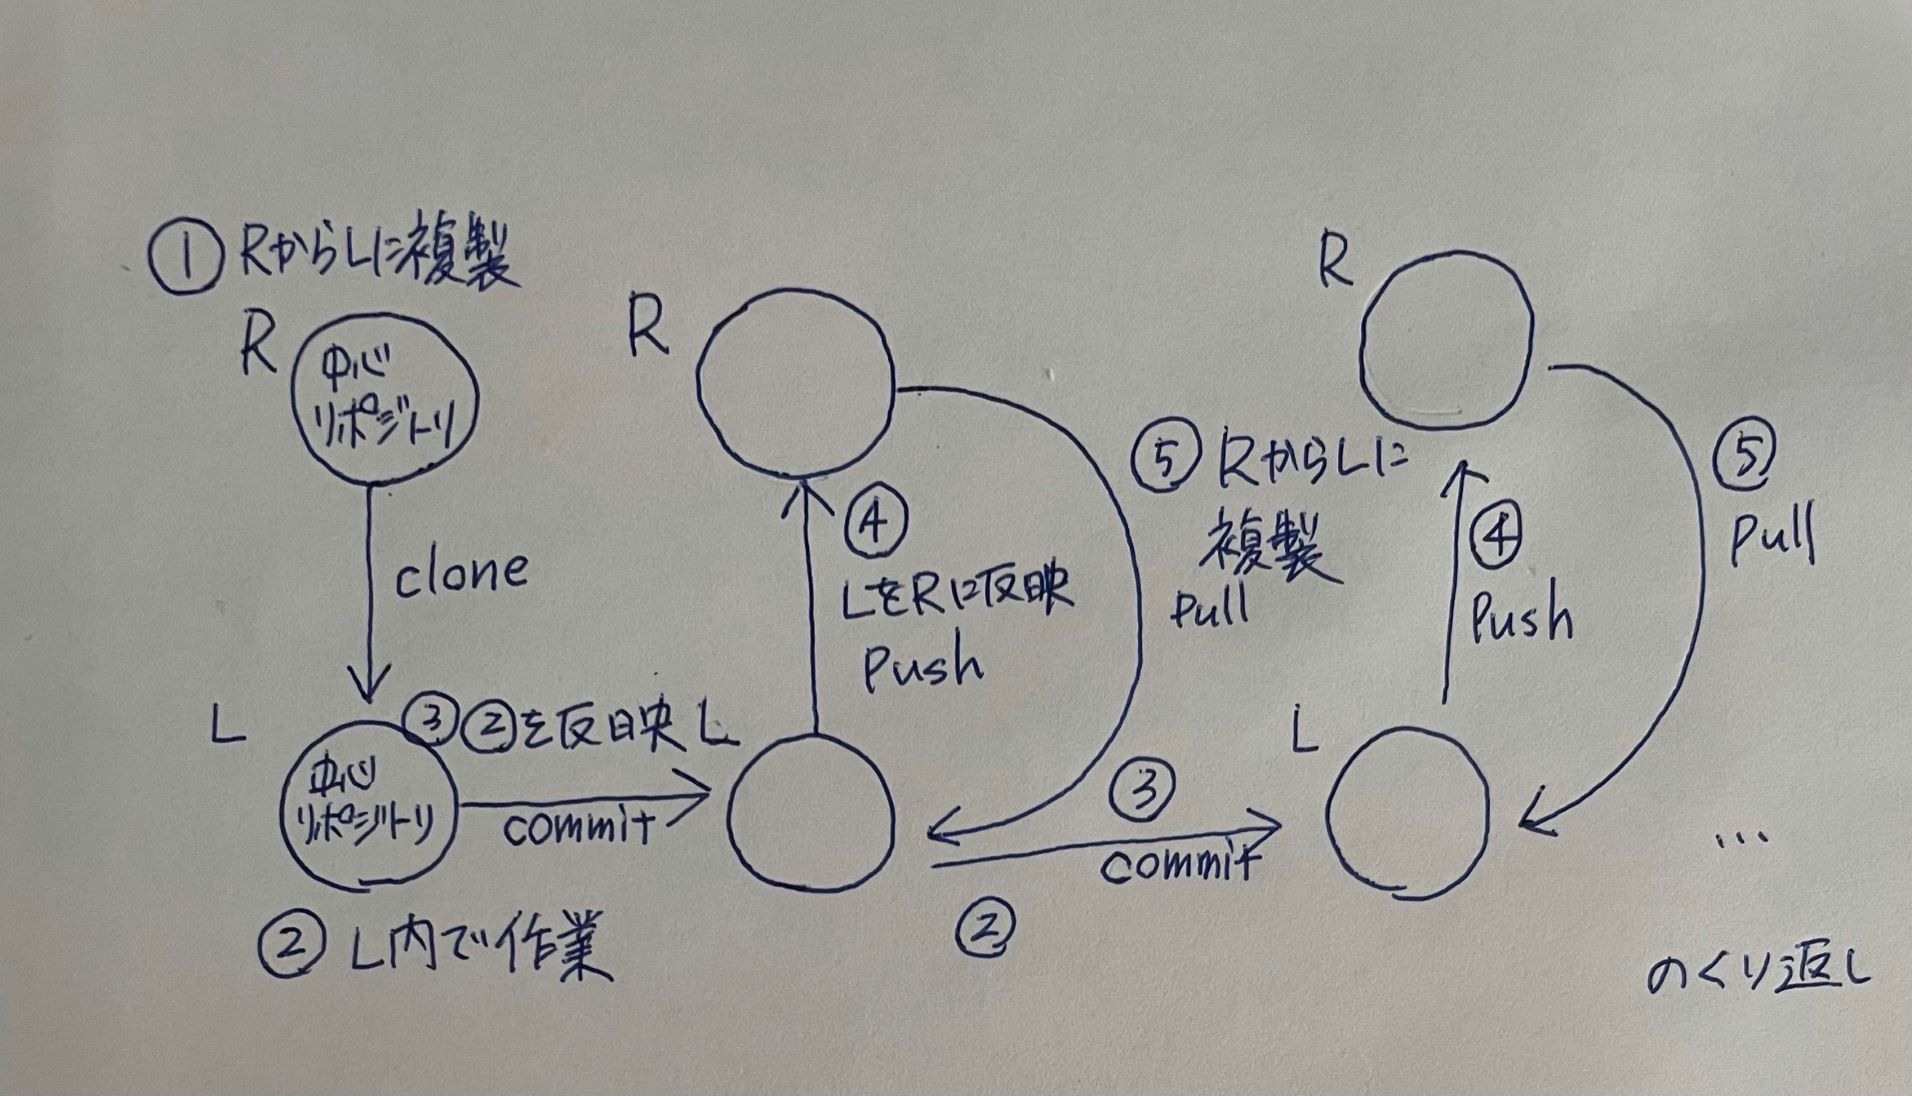 ① RからLに複製
R
中心
リポジトリ
clone
L
③ ②を反映
中心
リポジトリ
commit
② L内で作業
R
④
LをRに反映
Push
L
⑤ RからLに
複製
Pull
③
commit
②
R
④
Push
⑤
Pull
L
...
のくり返し